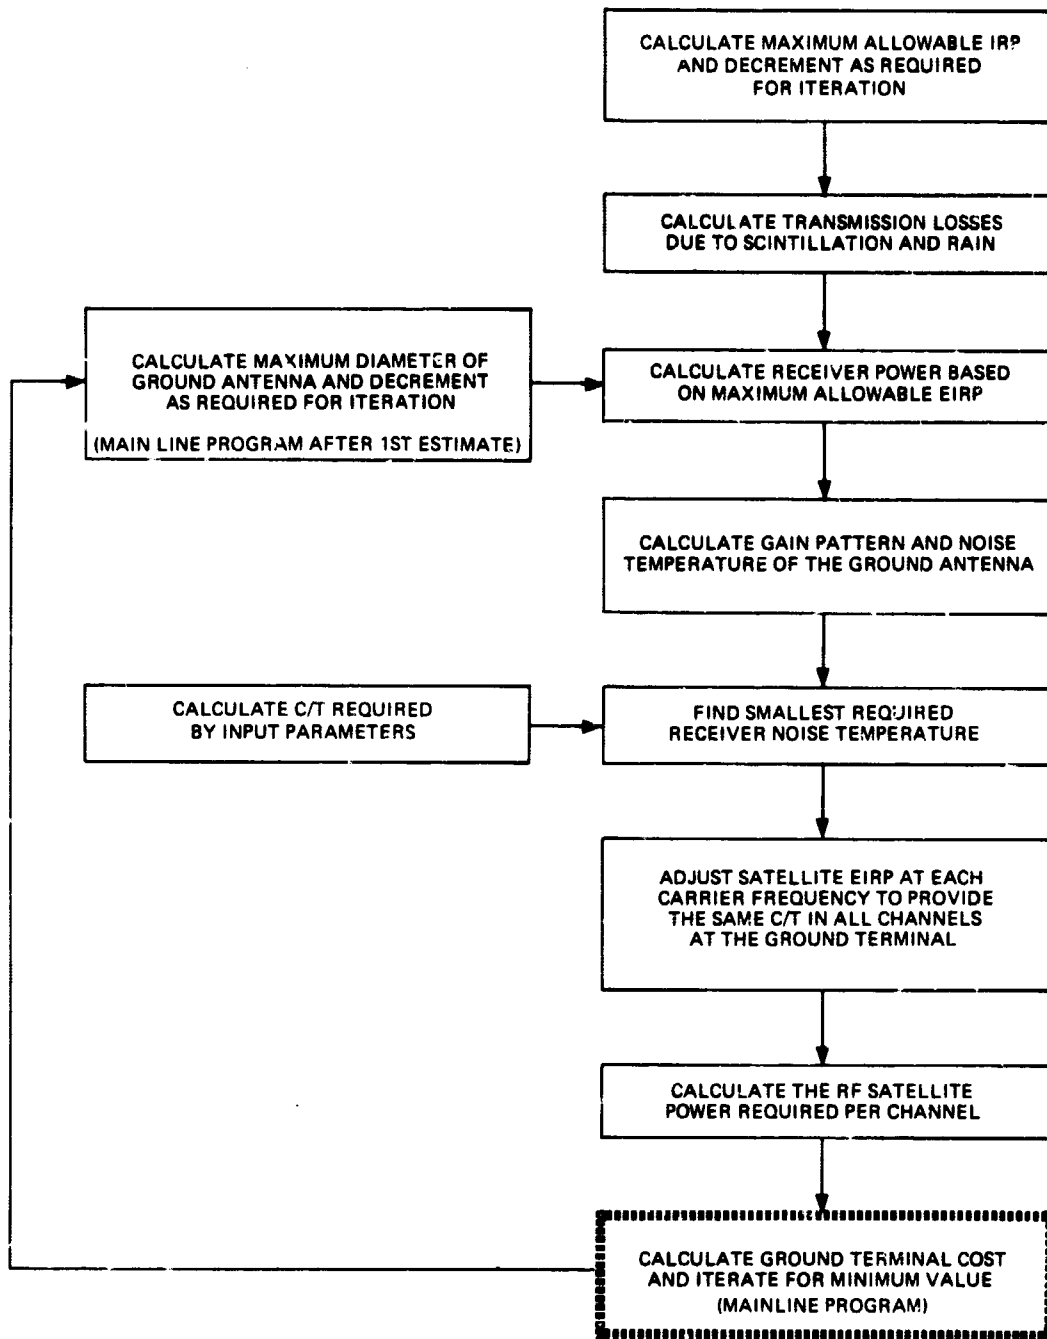 CALCULATE MAXIMUM ALLOWABLE IRP
AND DECREMENT AS REQUIRED
FOR ITERATION
CALCULATE TRANSMISSION LOSSES
DUE TO SCINTILLATION AND RAIN
CALCULATE MAXIMUM DIAMETER OF
GROUND ANTENNA AND DECREMENT
AS REQUIRED FOR ITERATION
(MAIN LINE PROGRAM AFTER 1ST ESTIMATE)
CALCULATE RECEIVER POWER BASED
ON MAXIMUM ALLOWABLE EIRP
CALCULATE GAIN PATTERN AND NOISE
TEMPERATURE OF THE GROUND ANTENNA
CALCULATE C/T REQUIRED
BY INPUT PARAMETERS
FIND SMALLEST REQUIRED
RECEIVER NOISE TEMPERATURE
ADJUST SATELLITE EIRP AT EACH
CARRIER FREQUENCY TO PROVIDE
THE SAME C/T IN ALL CHANNELS
AT THE GROUND TERMINAL
CALCULATE THE RF SATELLITE
POWER REQUIRED PER CHANNEL
CALCULATE GROUND TERMINAL COST
AND ITERATE FOR MINIMUM VALUE
(MAINLINE PROGRAM)